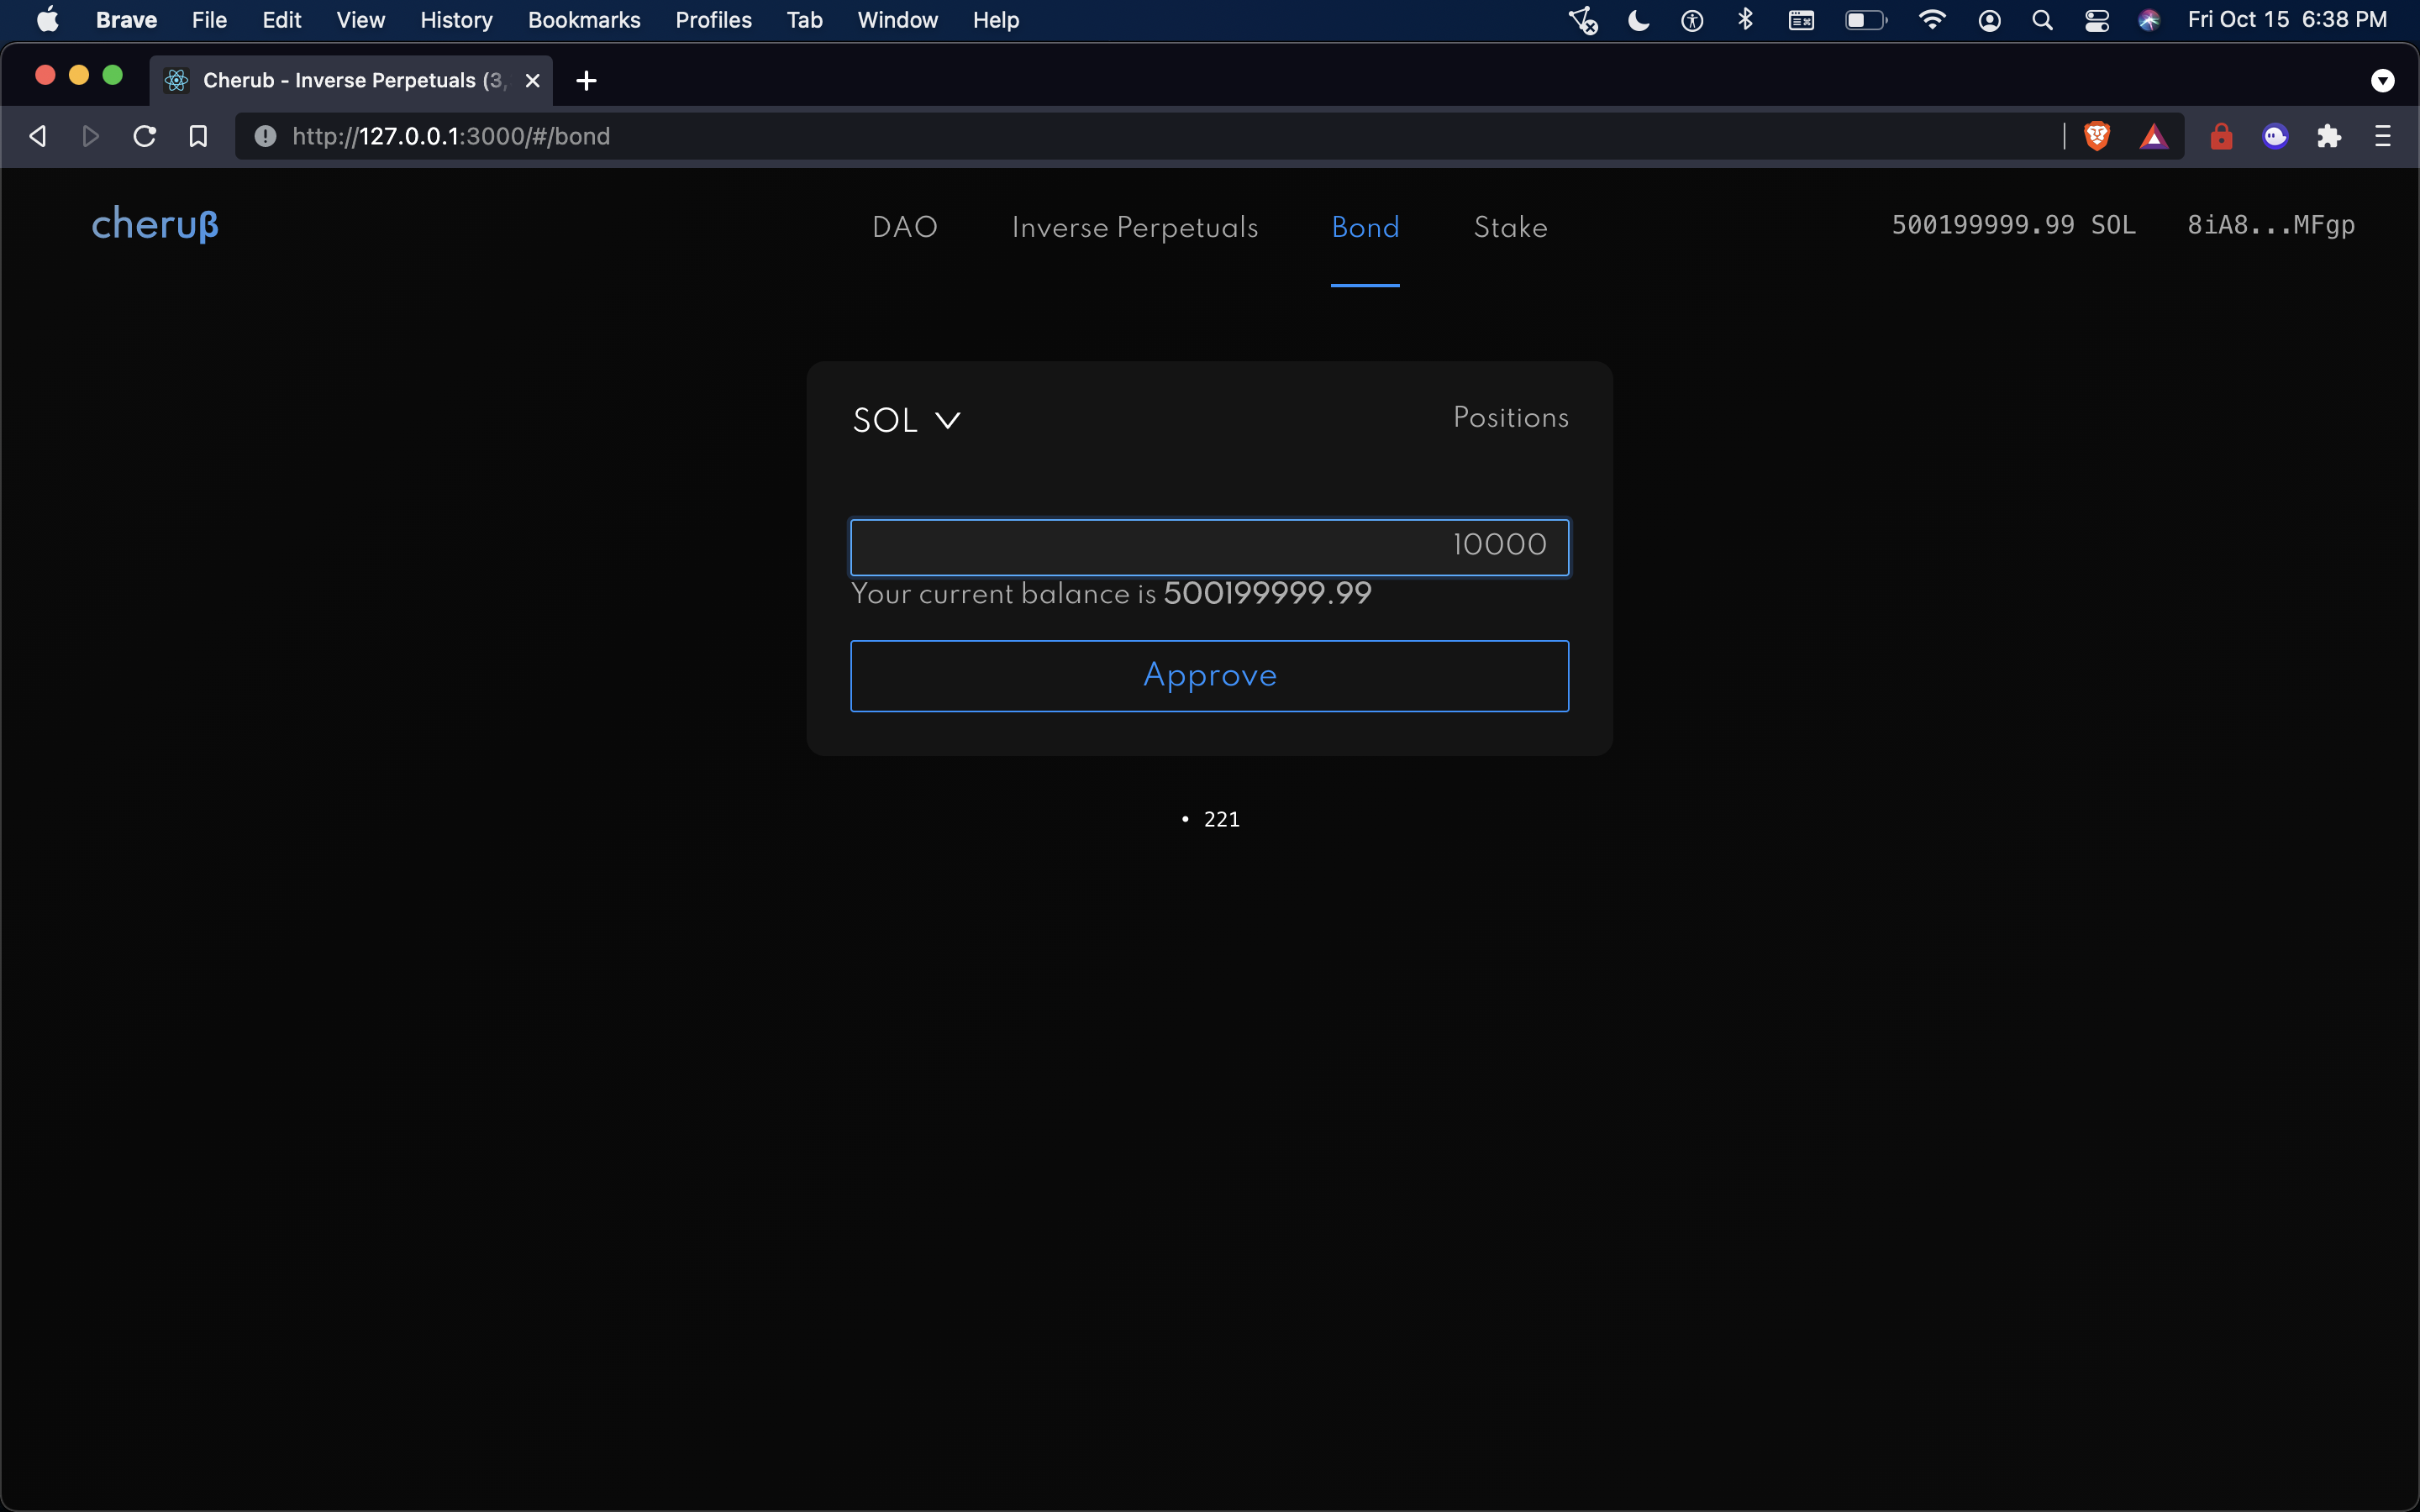 Brave File Edit View History Bookmarks Profiles Tab Window Help Fri Oct 15 6:38 PM
Cherub - Inverse Perpetuals (3,
http://127.0.0.1:3000/#/bond
cheruβ DAO Inverse Perpetuals Bond Stake 500199999.99 SOL 8iA8...MFgp
SOL Positions
10000
Your current balance is 500199999.99
Approve
• 221